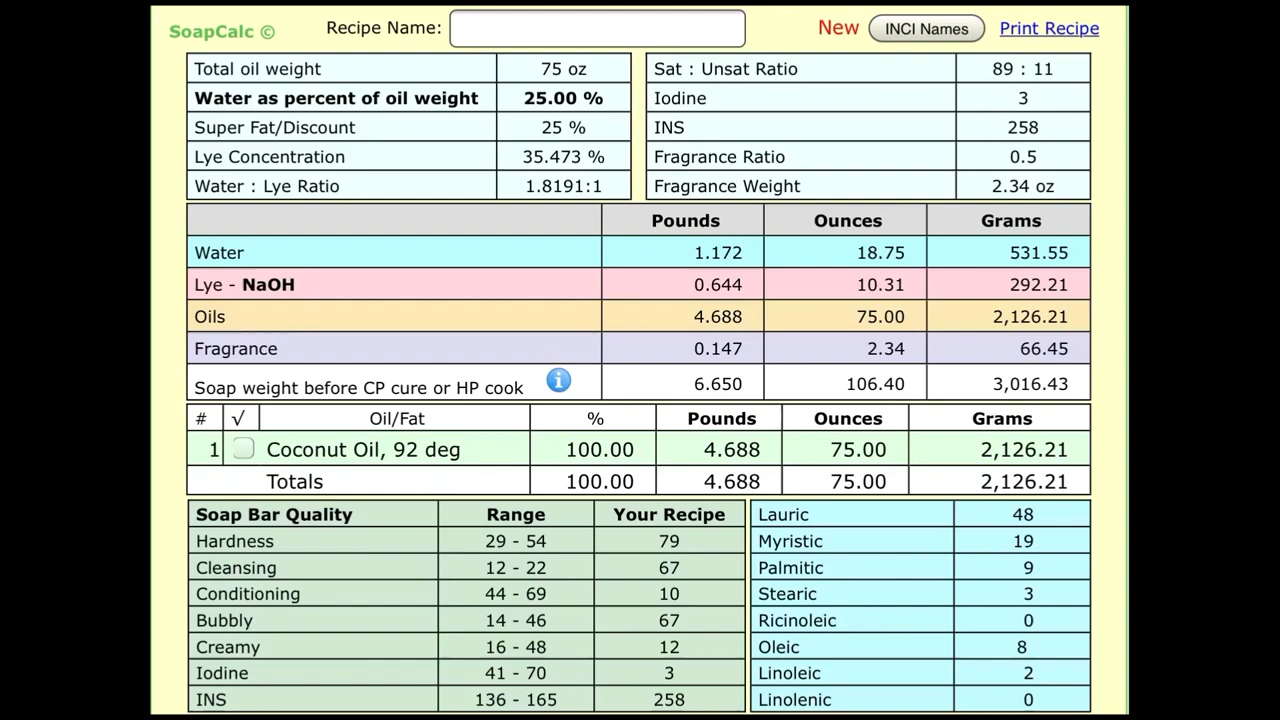 SoapCalc © Recipe Name: New INCI Names Print Recipe
Total oil weight 75 oz Sat : Unsat Ratio 89 : 11
Water as percent of oil weight 25.00 % Iodine 3
Super Fat/Discount 25 % INS 258
Lye Concentration 35.473 % Fragrance Ratio 0.5
Water : Lye Ratio 1.8191:1 Fragrance Weight 2.34 oz
Pounds Ounces Grams
Water 1.172 18.75 531.55
Lye - NaOH 0.644 10.31 292.21
Oils 4.688 75.00 2,126.21
Fragrance 0.147 2.34 66.45
Soap weight before CP cure or HP cook i 6.650 106.40 3,016.43
# √ Oil/Fat % Pounds Ounces Grams
1 Coconut Oil, 92 deg 100.00 4.688 75.00 2,126.21
Totals 100.00 4.688 75.00 2,126.21
Soap Bar Quality Range Your Recipe Lauric 48
Hardness 29 - 54 79 Myristic 19
Cleansing 12 - 22 67 Palmitic 9
Conditioning 44 - 69 10 Stearic 3
Bubbly 14 - 46 67 Ricinoleic 0
Creamy 16 - 48 12 Oleic 8
Iodine 41 - 70 3 Linoleic 2
INS 136 - 165 258 Linolenic 0